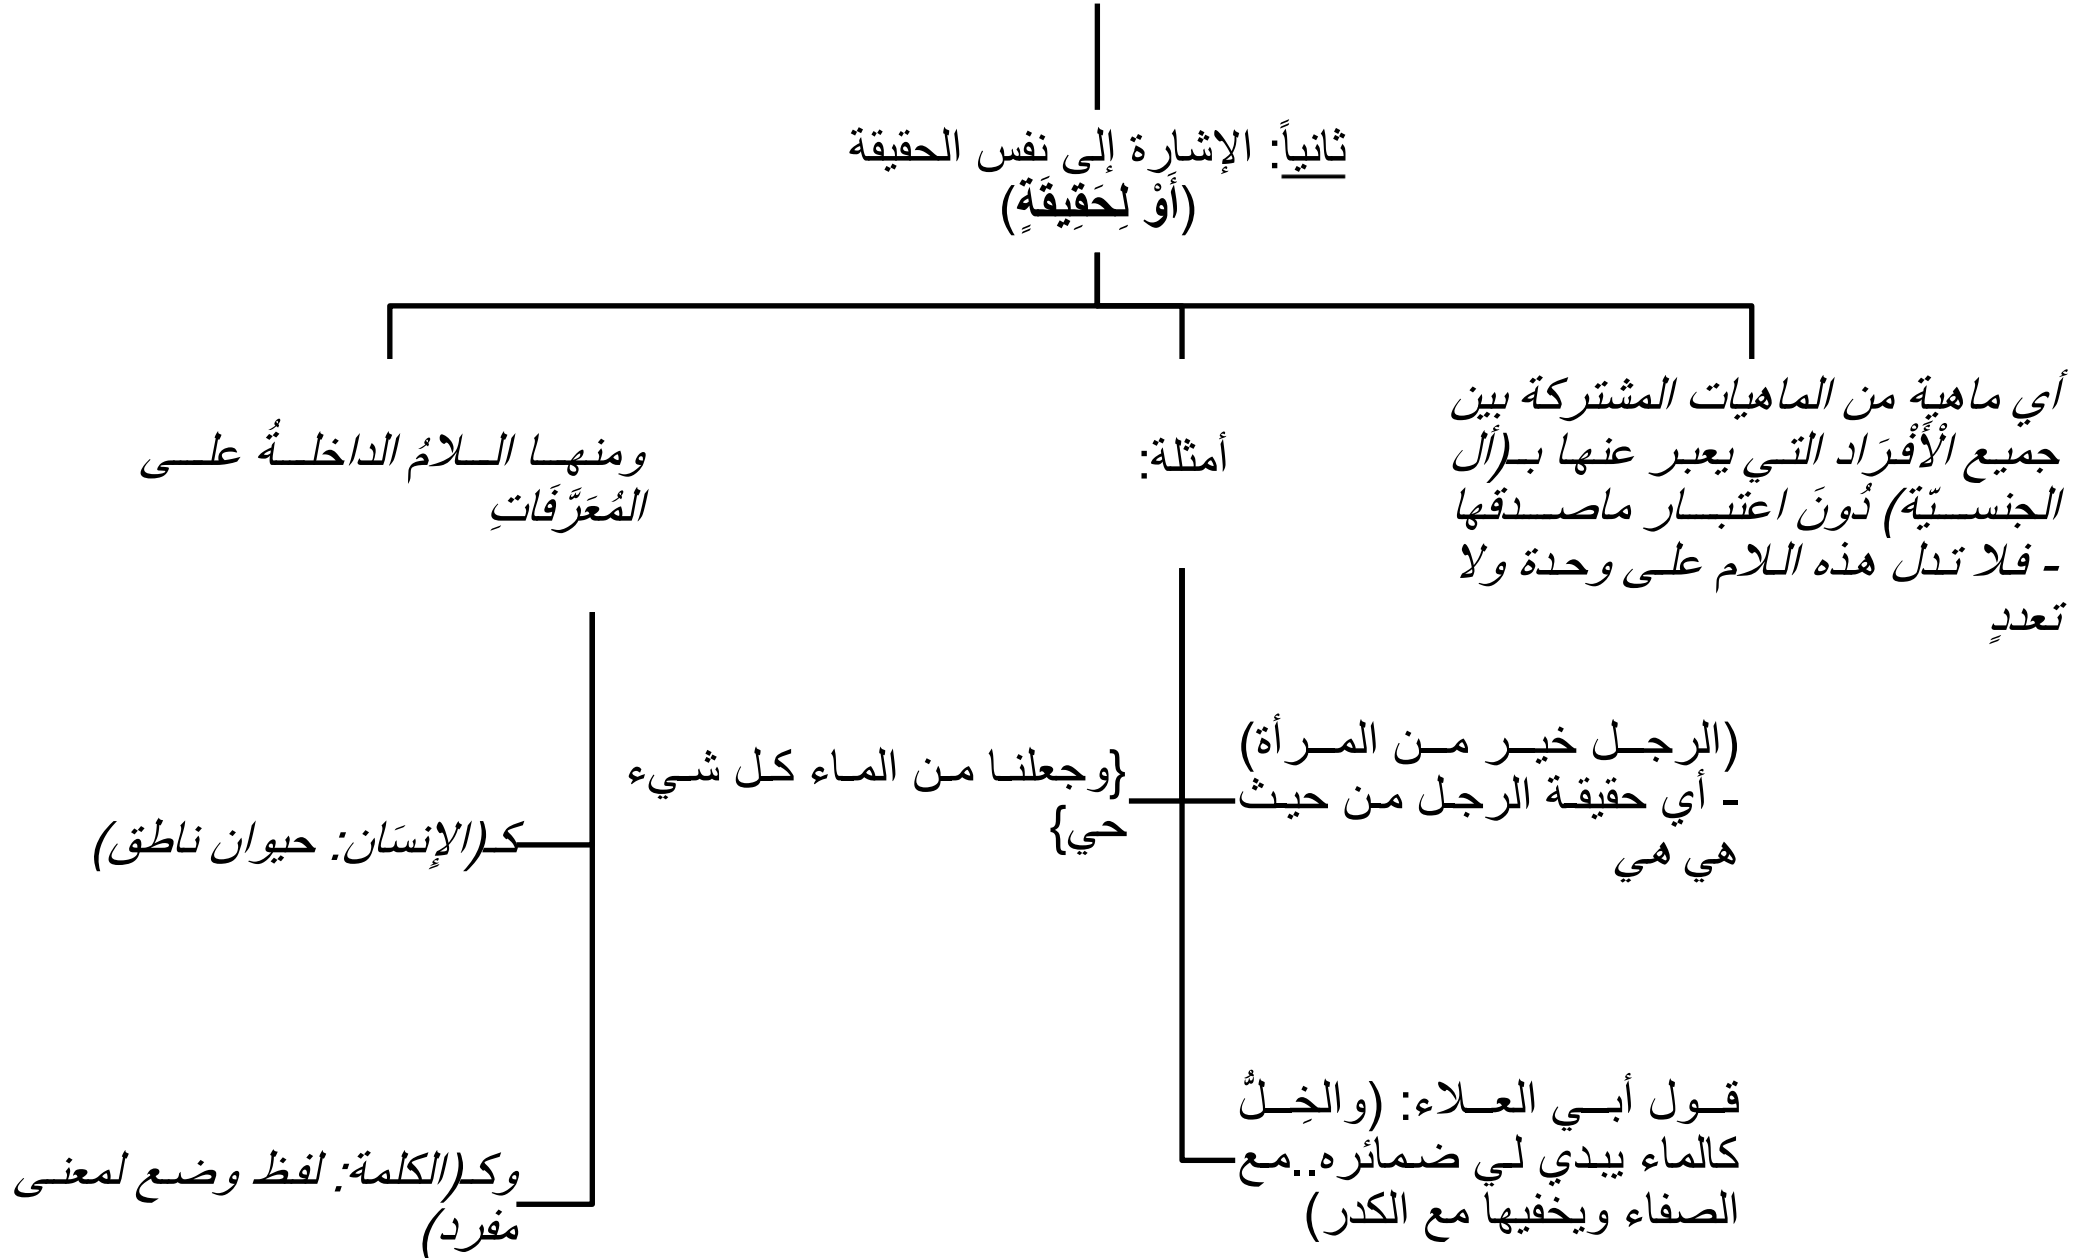 ثانياً: الإشارة إلى نفس الحقيقة
(أَوْ لِحَقِيقَةٍ)
أي ماهية من الماهيات المشتركة بين
جميع الْأَفْرَاد التي يعبر عنها بـ(أل
الجنسيّة) دُونَ اعتبار ماصدقها
- فلا تدل هذه اللام على وحدة ولا
تعددٍ
أمثلة:
(الرجل خير من المرأة)
- أي حقيقة الرجل من حيث
هي هي
{وجعلنا من الماء كل شيء
حي}
قول أبي العلاء: (والخِلُّ
كالماء يبدي لي ضمائره..مع
الصفاء ويخفيها مع الكدر)
ومنها اللامُ الداخلةُ على
المُعَرَّفَاتِ
كـ(الإِنسَان: حيوان ناطق)
وكـ(الكلمة: لفظ وضع لمعنى
مفرد)